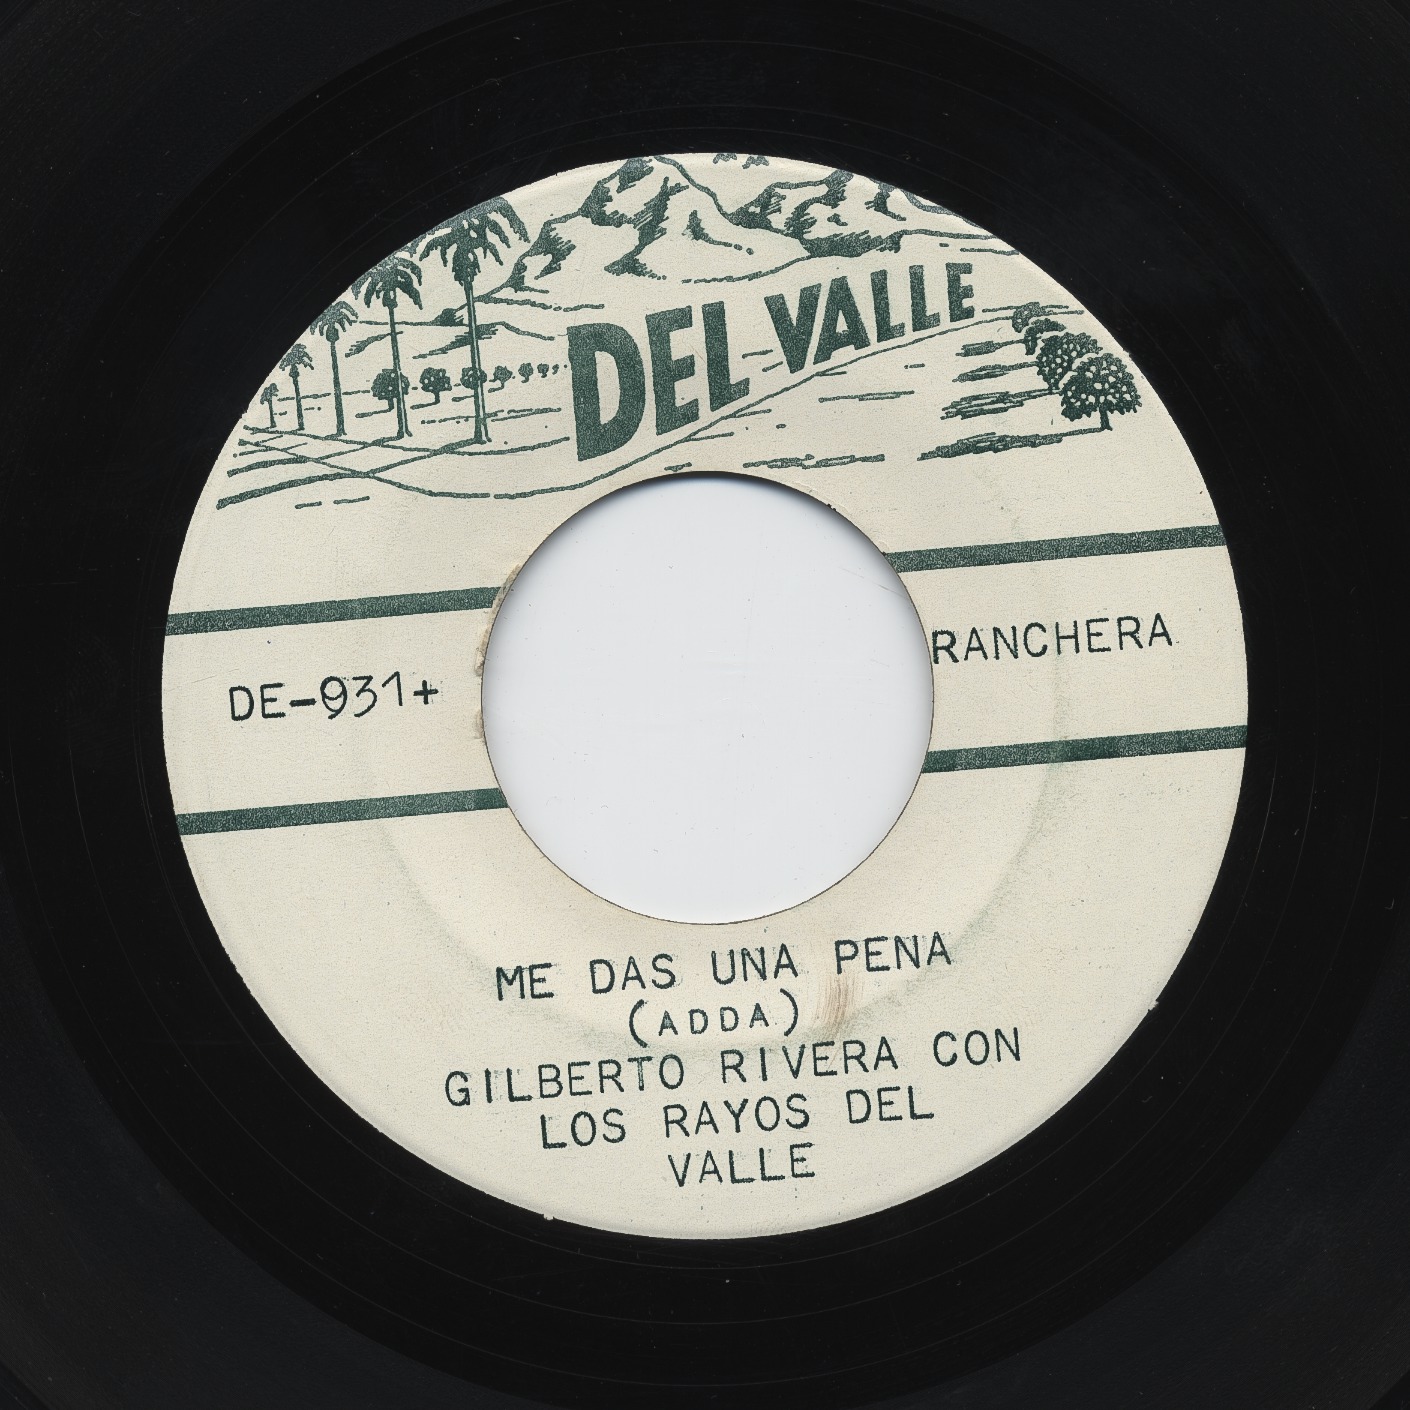 DEL VALLE
RANCHERA
DE-931+
ME DAS UNA PENA
(ADDA)
GILBERTO RIVERA CON
LOS RAYOS DEL
VALLE